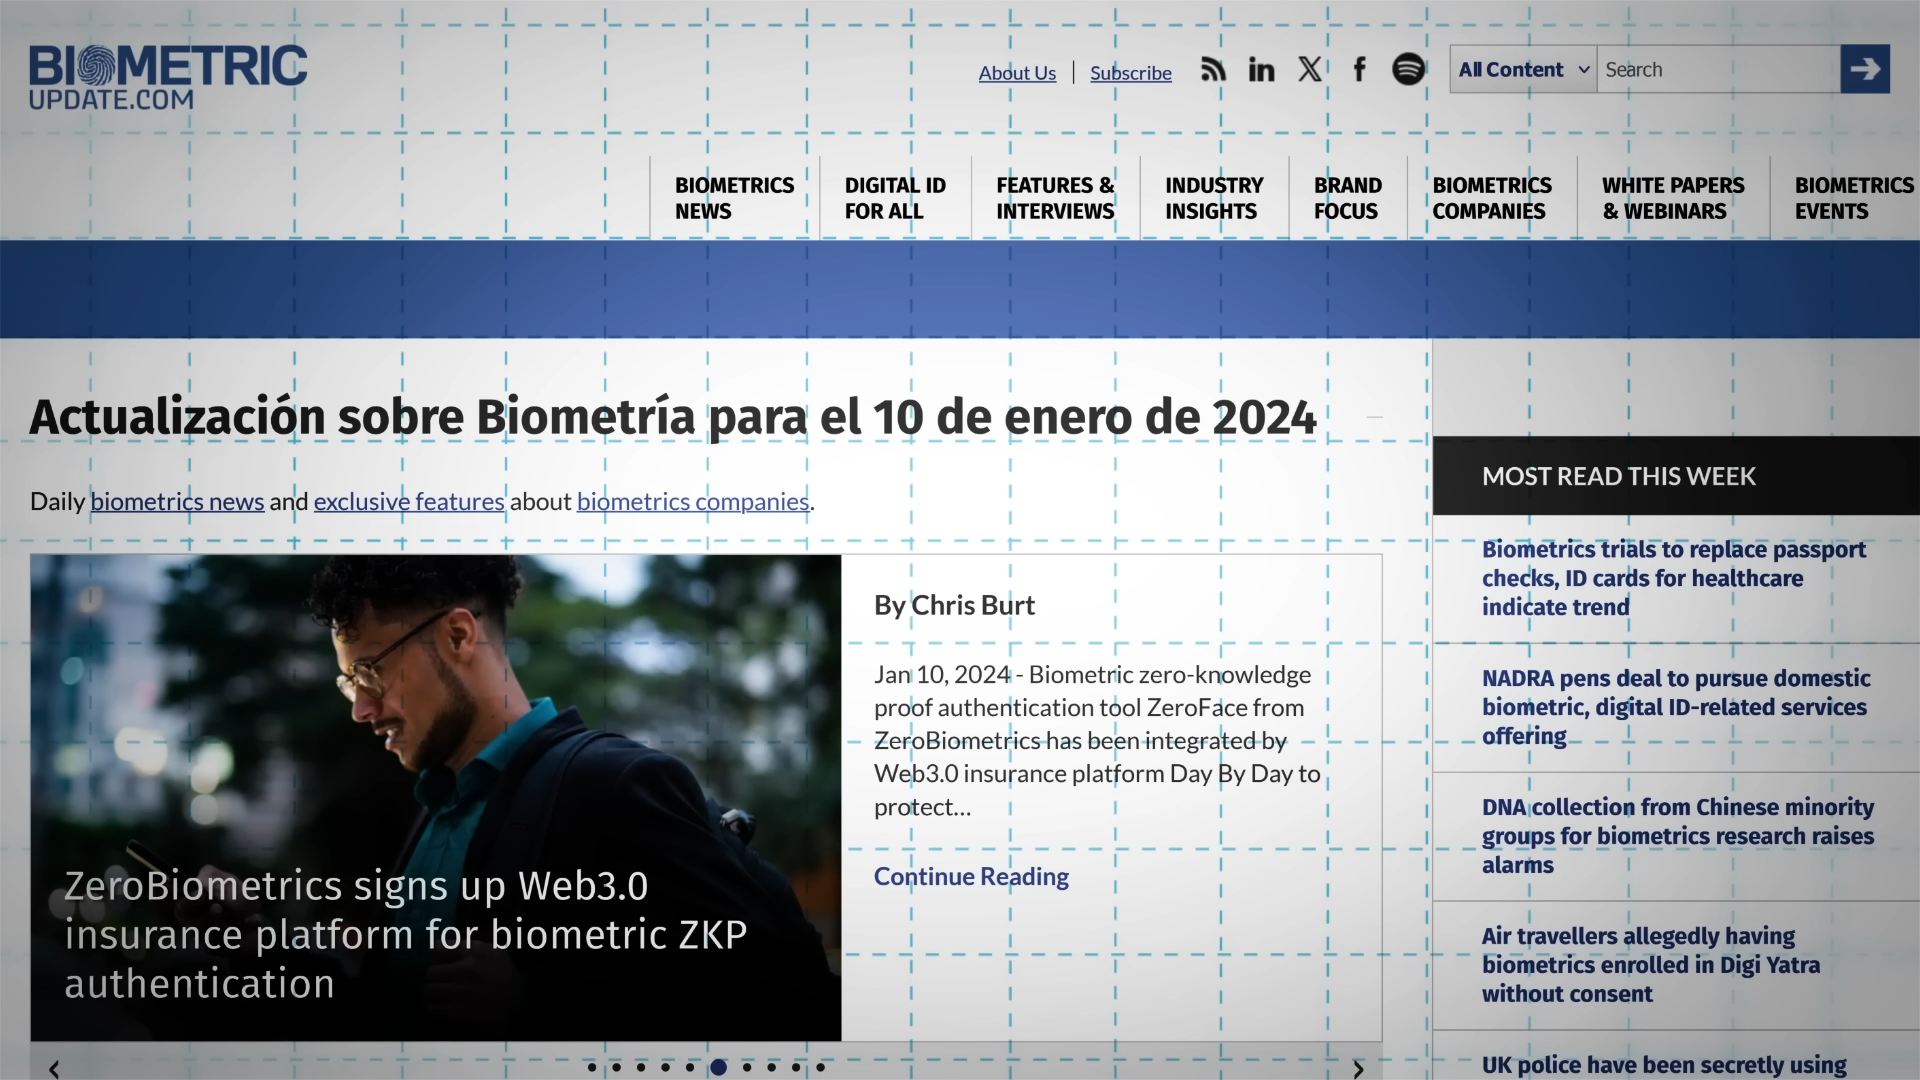 BIOMETRIC
UPDATE.COM
About Us
Subscribe
All Content
Search
BIOMETRICS
NEWS
DIGITAL ID
FOR ALL
FEATURES &
INTERVIEWS
INDUSTRY
INSIGHTS
BRAND
FOCUS
BIOMETRICS
COMPANIES
WHITE PAPERS
& WEBINARS
BIOMETRICS
EVENTS
Actualización sobre Biometría para el 10 de enero de 2024
Daily biometrics news and exclusive features about biometrics companies.
ZeroBiometrics signs up Web3.0
insurance platform for biometric ZKP
authentication
By Chris Burt
Jan 10, 2024 - Biometric zero-knowledge
proof authentication tool ZeroFace from
ZeroBiometrics has been integrated by
Web3.0 insurance platform Day By Day to
protect...
Continue Reading
MOST READ THIS WEEK
Biometrics trials to replace passport
checks, ID cards for healthcare
indicate trend
NADRA pens deal to pursue domestic
biometric, digital ID-related services
offering
DNA collection from Chinese minority
groups for biometrics research raises
alarms
Air travellers allegedly having
biometrics enrolled in Digi Yatra
without consent
UK police have been secretly using